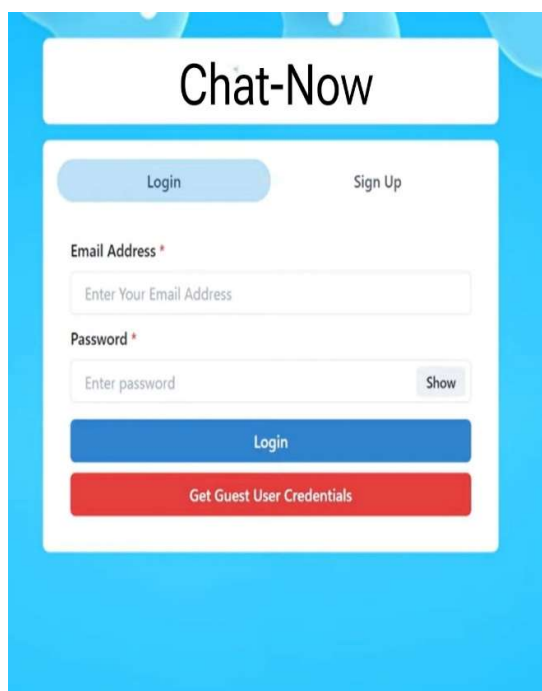 Chat-Now
Login Sign Up
Email Address *
Enter Your Email Address
Password *
Enter password Show
Login
Get Guest User Credentials